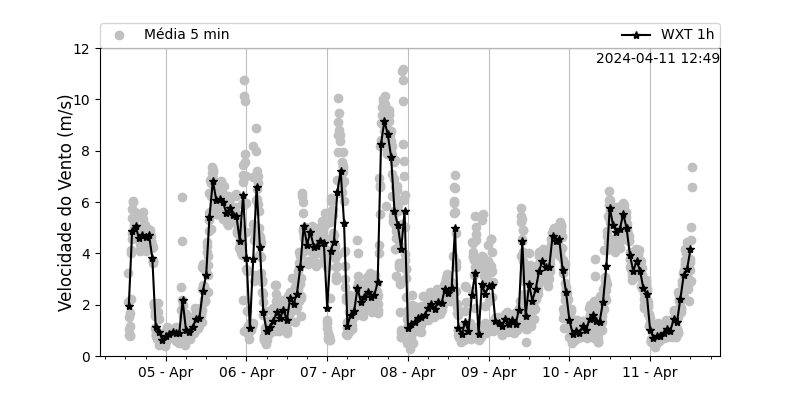 Média 5 min
WXT 1h
2024-04-11 12:49
Velocidade do Vento (m/s)
12
10
8
6
4
2
0
05 - Apr
06 - Apr
07 - Apr
08 - Apr
09 - Apr
10 - Apr
11 - Apr